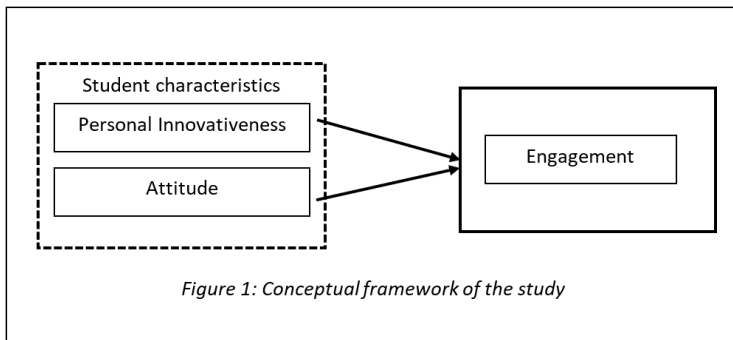 Student characteristics
Personal Innovativeness
Attitude
Engagement
Figure 1: Conceptual framework of the study